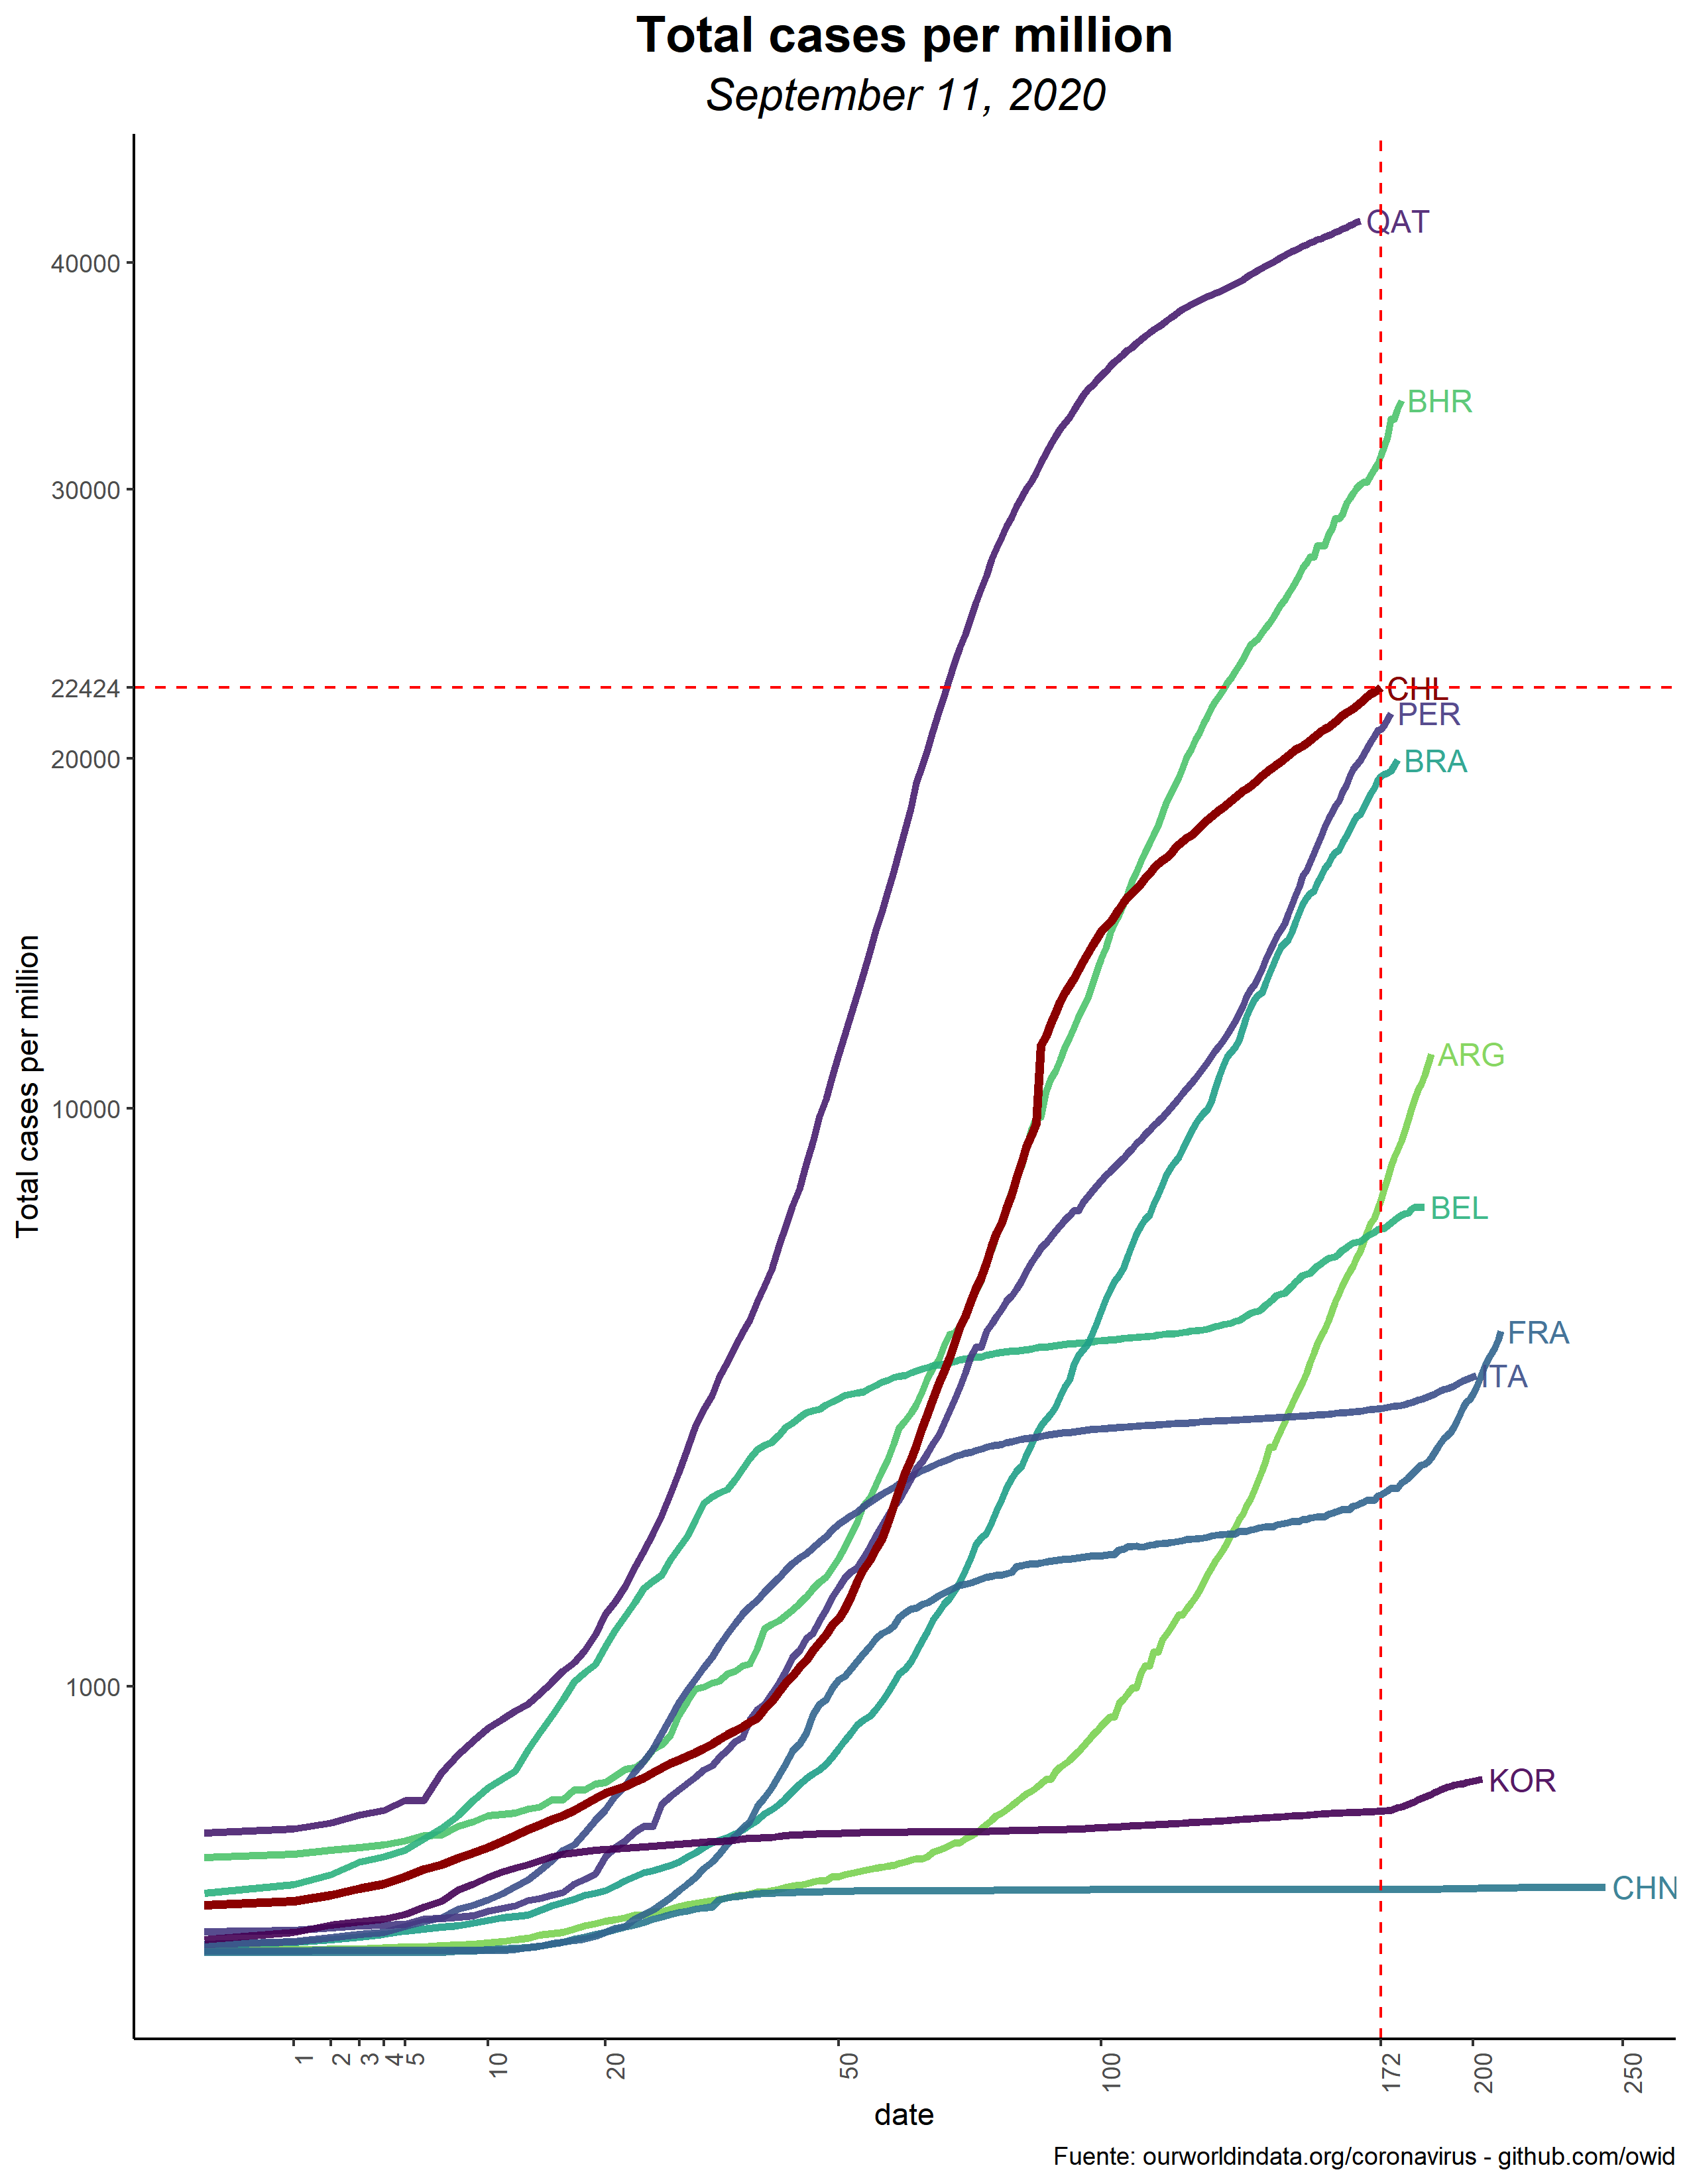 Total cases per million
September 11, 2020
Total cases per million
40000
30000
22424
20000
10000
1000
QAT
BHR
CHL
PER
BRA
ARG
BEL
FRA
ITA
KOR
CHN
1 2 3 4 5 10 20 50 100 172 200 250
date
Fuente: ourworldindata.org/coronavirus - github.com/owid